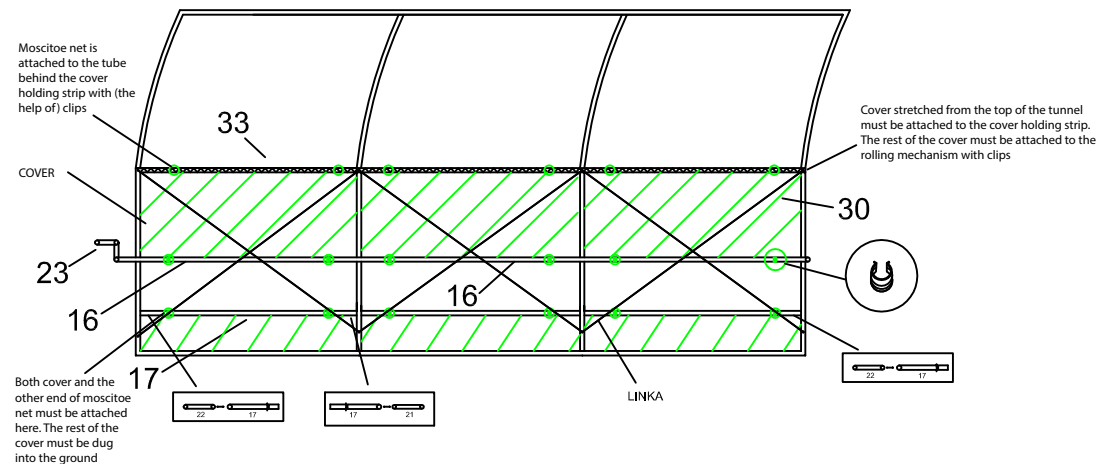 Moscitoe net is
attached to the tube
behind the cover
holding strip with (the
help of) clips
33
Cover stretched from the top of the tunnel
must be attached to the cover holding strip.
The rest of the cover must be attached to the
rolling mechanism with clips
COVER
30
23
16
16
17
Both cover and the
other end of moscitoe
net must be attached
here. The rest of the
cover must be dug
into the ground
22 17
17 21
LINKA
22 17